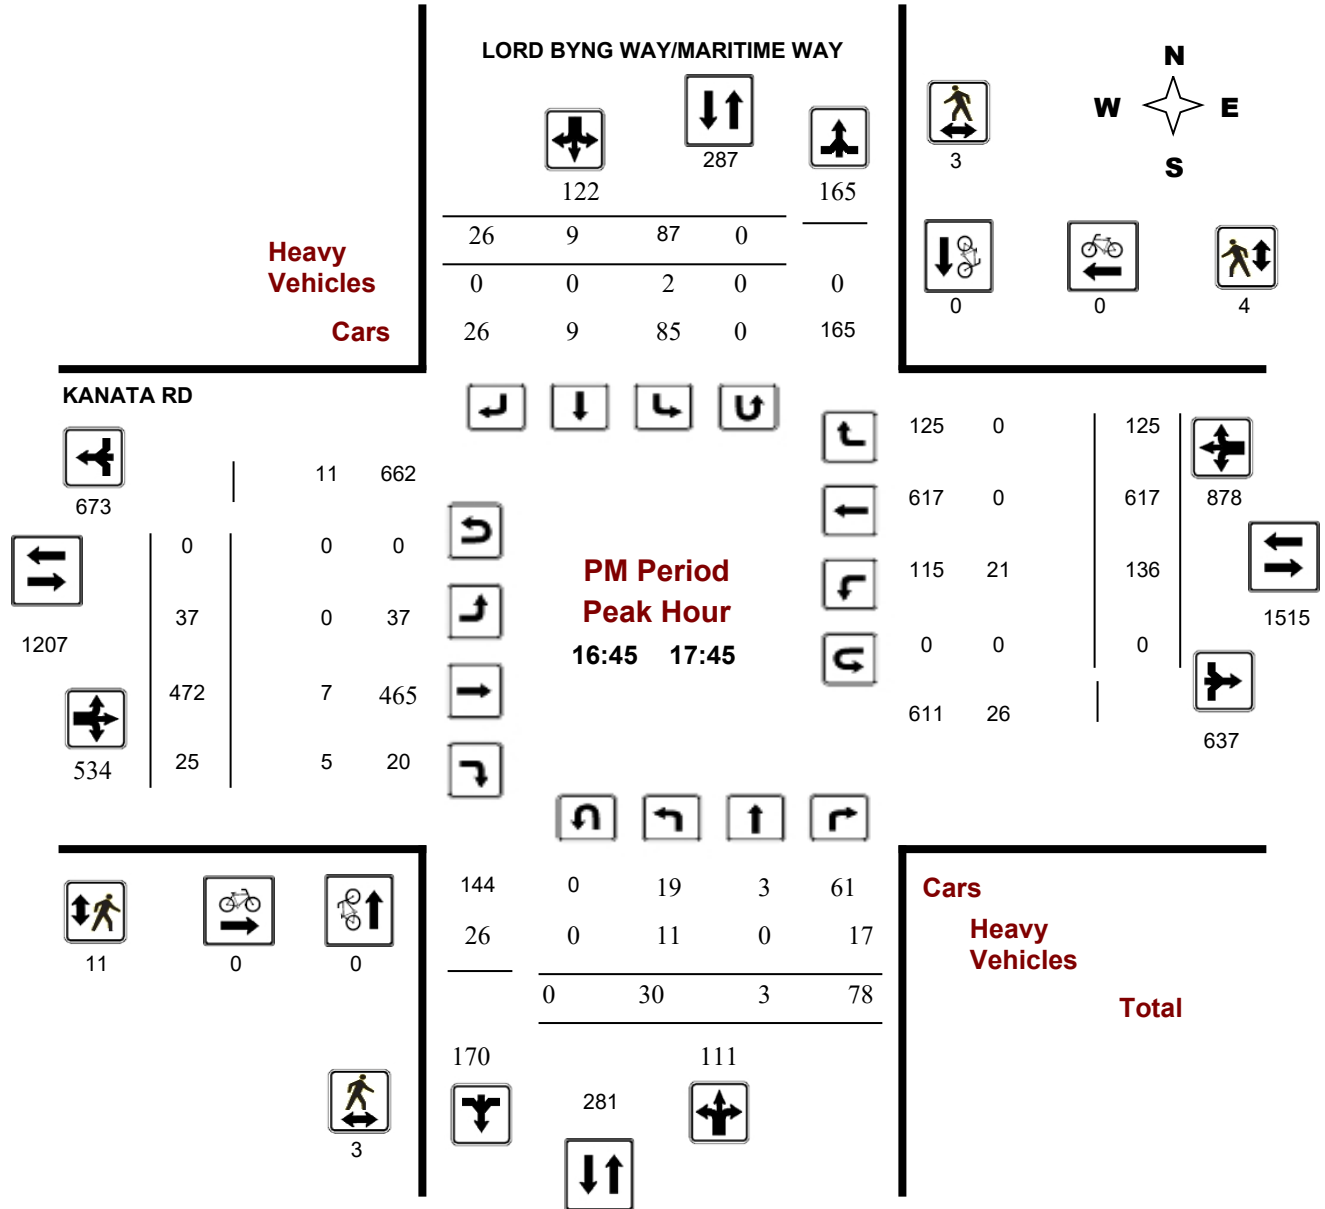 LORD BYNG WAY/MARITIME WAY
N
W E
S
287
3
122 165
26 9 87 0
Heavy
Vehicles
0 0 2 0 0
0 0 4
Cars
26 9 85 0 165
KANATA RD
125 0 125
11 662
673
617 0 617 878
0 0 0
PM Period
115 21 136
Peak Hour
37 0 37
1515
1207
16:45 17:45
0 0 0
472 7 465
611 26
637
534 25 5 20
144 0 19 3 61
Cars
26 0 11 0 17
Heavy
Vehicles
11 0 0
0 30 3 78
Total
170 111
281
3